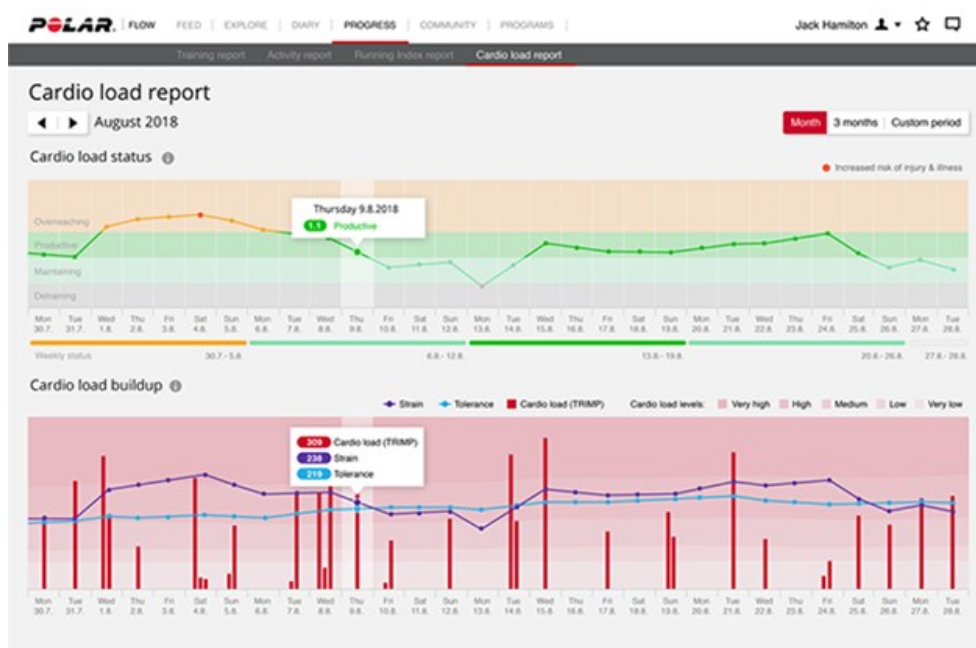 POLAR. FLOW FEED EXPLORE DIARY PROGRESS COMMUNITY PROGRAMS Jack Hamilton
Training report Activity report Running Index report Cardio load report
Cardio load report
August 2018
Month 3 months Custom period
Cardio load status
Increased risk of injury & illness
Thursday 9.8.2018
1.1 Productive
Overreaching
Productive
Maintaining
Detraining
Mon Tue Wed Thu Fri Sat Sun Mon Tue Wed Thu Fri Sat Sun Mon Tue Wed Thu Fri Sat Sun Mon Tue Wed Thu Fri Sat Sun Mon Tue
30.7. 31.7. 1.8. 2.8. 3.8. 4.8. 5.8. 6.8. 7.8. 8.8. 9.8. 10.8. 11.8. 12.8. 13.8. 14.8. 15.8. 16.8. 17.8. 18.8. 19.8. 20.8. 21.8. 22.8. 23.8. 24.8. 25.8. 26.8. 27.8. 28.8.
Weekly status 30.7.- 5.8. 6.8.- 12.8. 13.8.- 19.8. 20.8.- 26.8. 27.8.- 28.8.
Cardio load buildup
Strain Tolerance Cardio load (TRIMP) Cardio load levels: Very high High Medium Low Very low
309 Cardio load (TRIMP)
238 Strain
219 Tolerance
Mon Tue Wed Thu Fri Sat Sun Mon Tue Wed Thu Fri Sat Sun Mon Tue Wed Thu Fri Sat Sun Mon Tue Wed Thu Fri Sat Sun Mon Tue
30.7. 31.7. 1.8. 2.8. 3.8. 4.8. 5.8. 6.8. 7.8. 8.8. 9.8. 10.8. 11.8. 12.8. 13.8. 14.8. 15.8. 16.8. 17.8. 18.8. 19.8. 20.8. 21.8. 22.8. 23.8. 24.8. 25.8. 26.8. 27.8. 28.8.